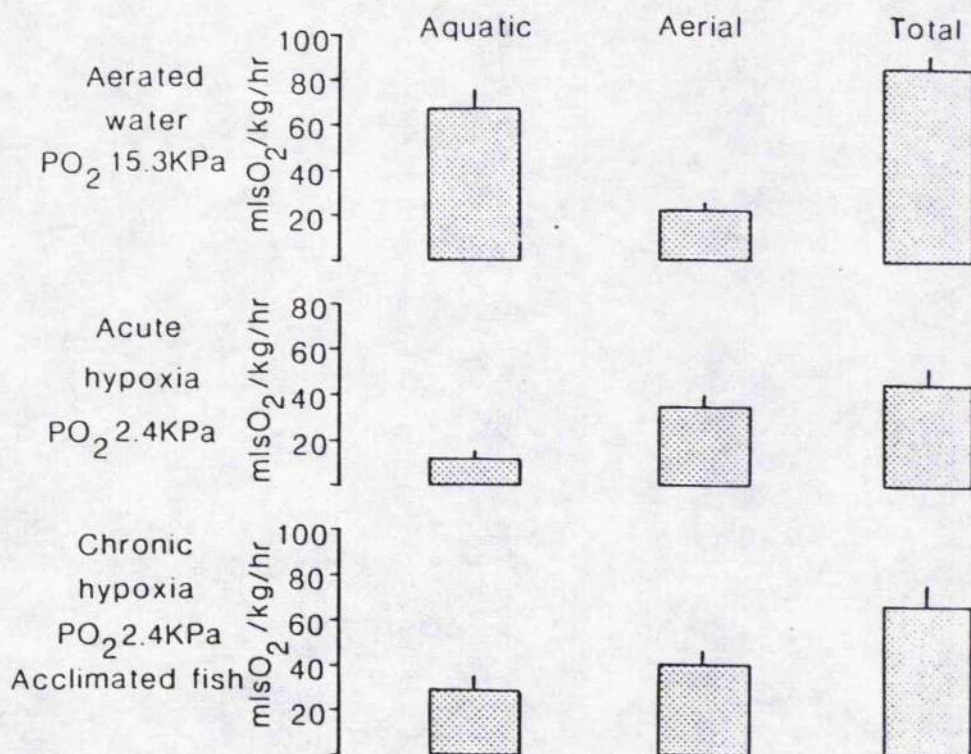 Aquatic Aerial Total
Aerated
water
PO2 15.3KPa
mlsO2/kg/hr
100
80
60
40
20
Acute
hypoxia
PO2 2.4KPa
mlsO2/kg/hr
80
60
40
20
Chronic
hypoxia
PO2 2.4KPa
Acclimated fish
mlsO2/kg/hr
100
80
60
40
20